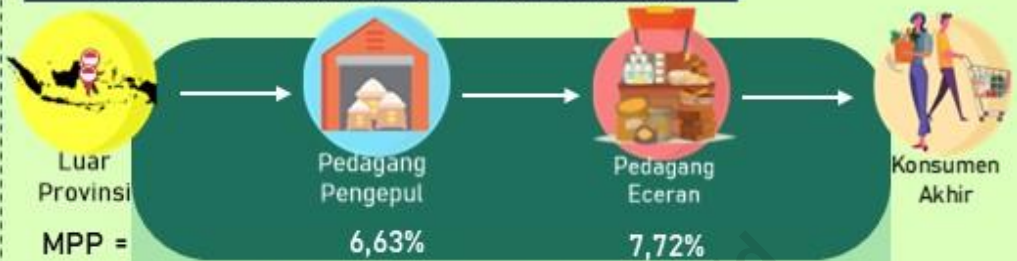 Luar
Provinsi
Pedagang
Pengepul
Pedagang
Eceran
Konsumen
Akhir
MPP =
6,63%
7,72%